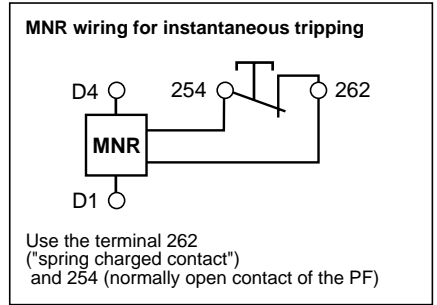 MNR wiring for instantaneous tripping
D4 254 262
MNR
D1
Use the terminal 262
("spring charged contact")
and 254 (normally open contact of the PF)